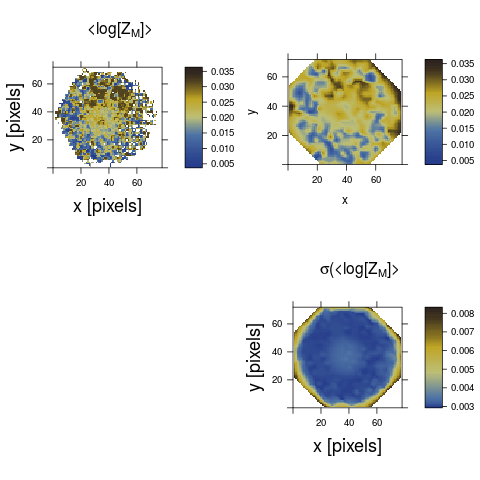 <log[Z_M]>
60
40
20
20 40 60
y [pixels]
x [pixels]
0.035
0.030
0.025
0.020
0.015
0.010
0.005
60
40
20
20 40 60
y
x
0.035
0.030
0.025
0.020
0.015
0.010
0.005
σ(<log[Z_M]>
60
40
20
20 40 60
y [pixels]
x [pixels]
0.008
0.007
0.006
0.005
0.004
0.003